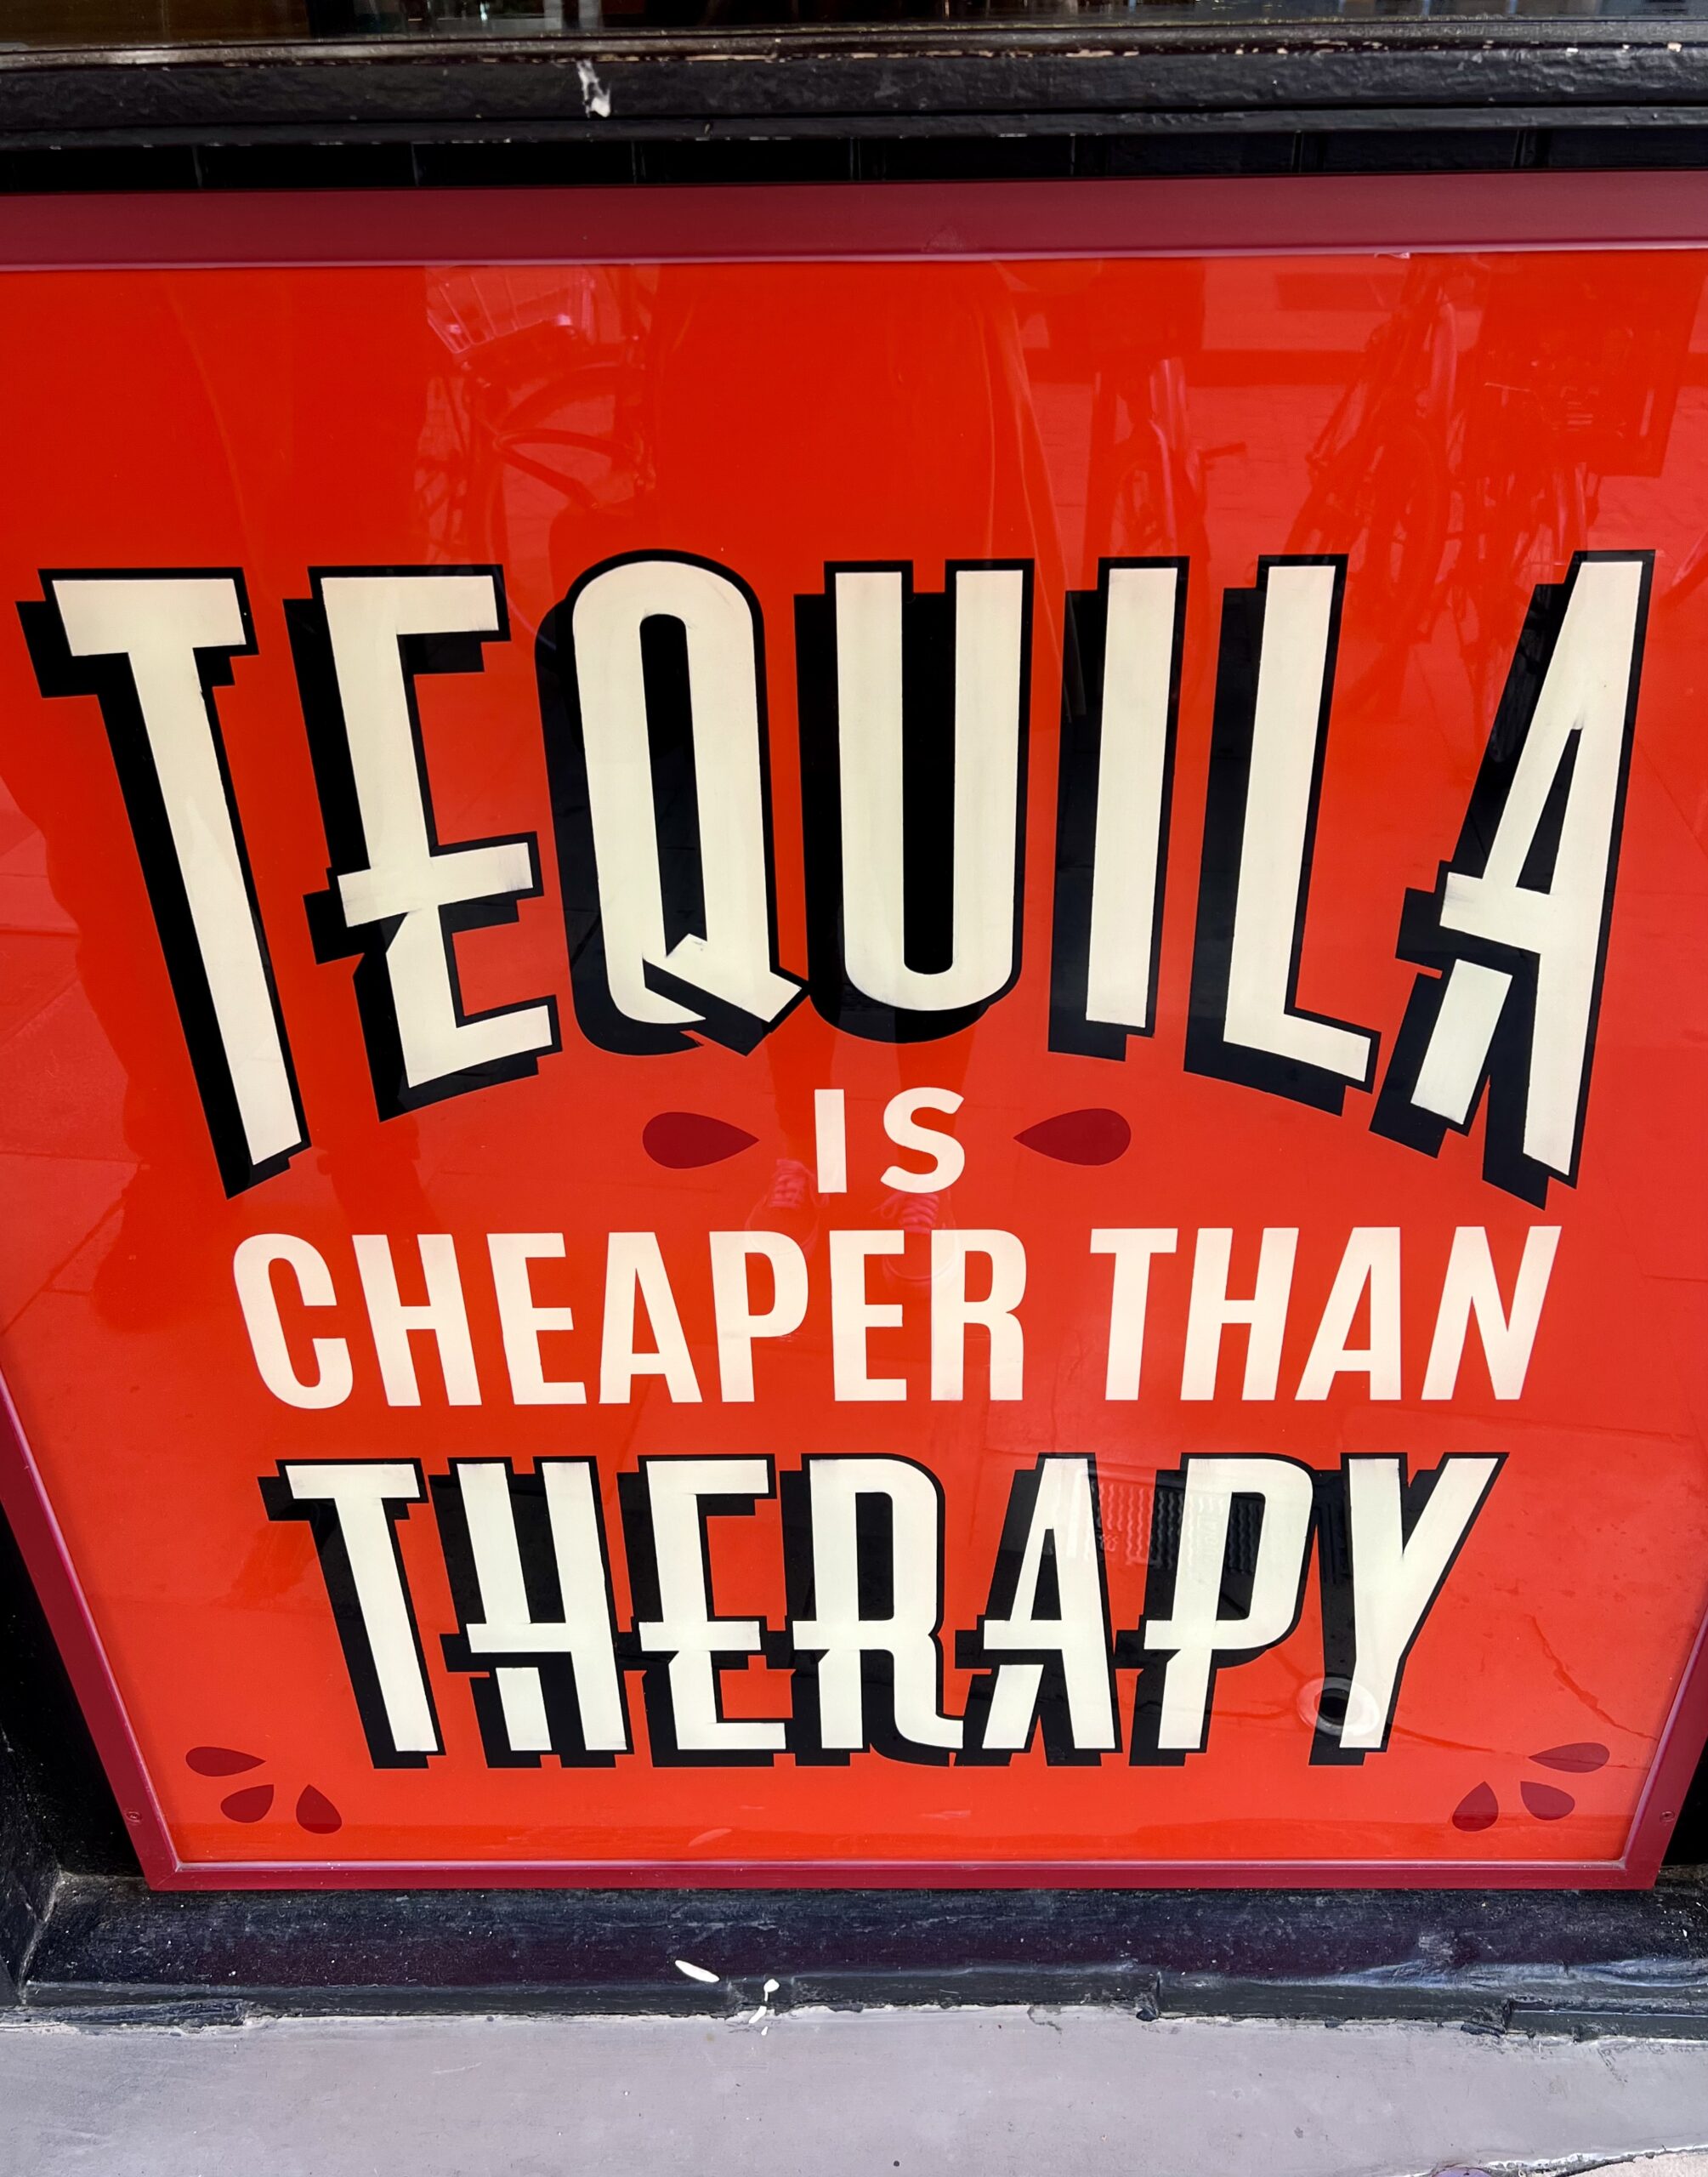 TEQUILA
IS
CHEAPER THAN
THERAPY